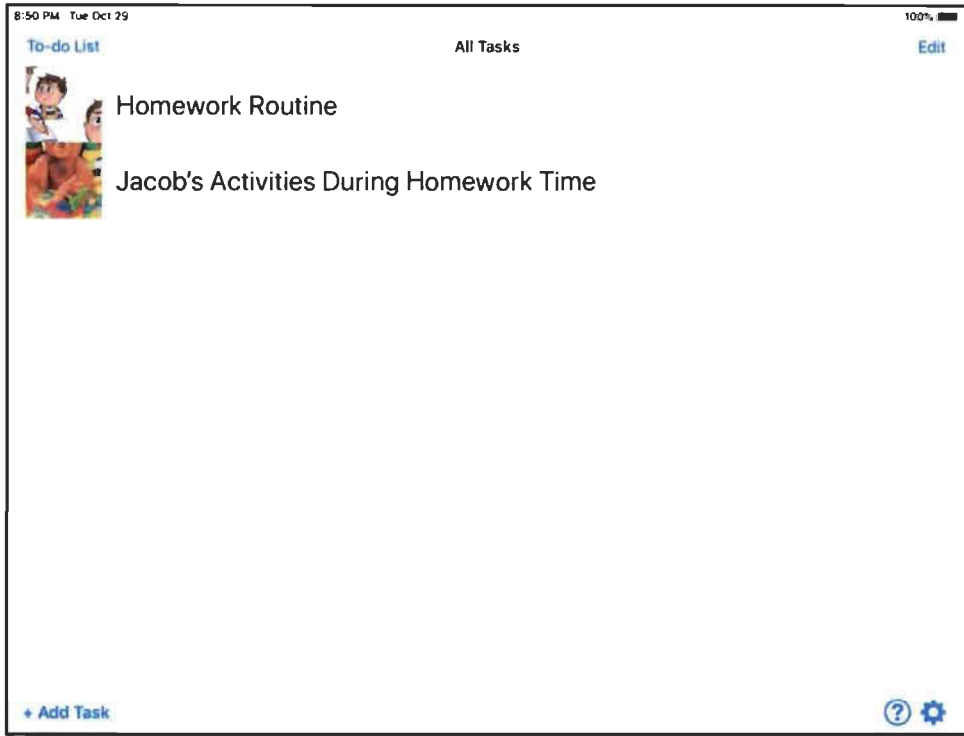 8:50 PM Tue Oct 29 100%
To-do List All Tasks Edit
Homework Routine
Jacob's Activities During Homework Time
+ Add Task ?